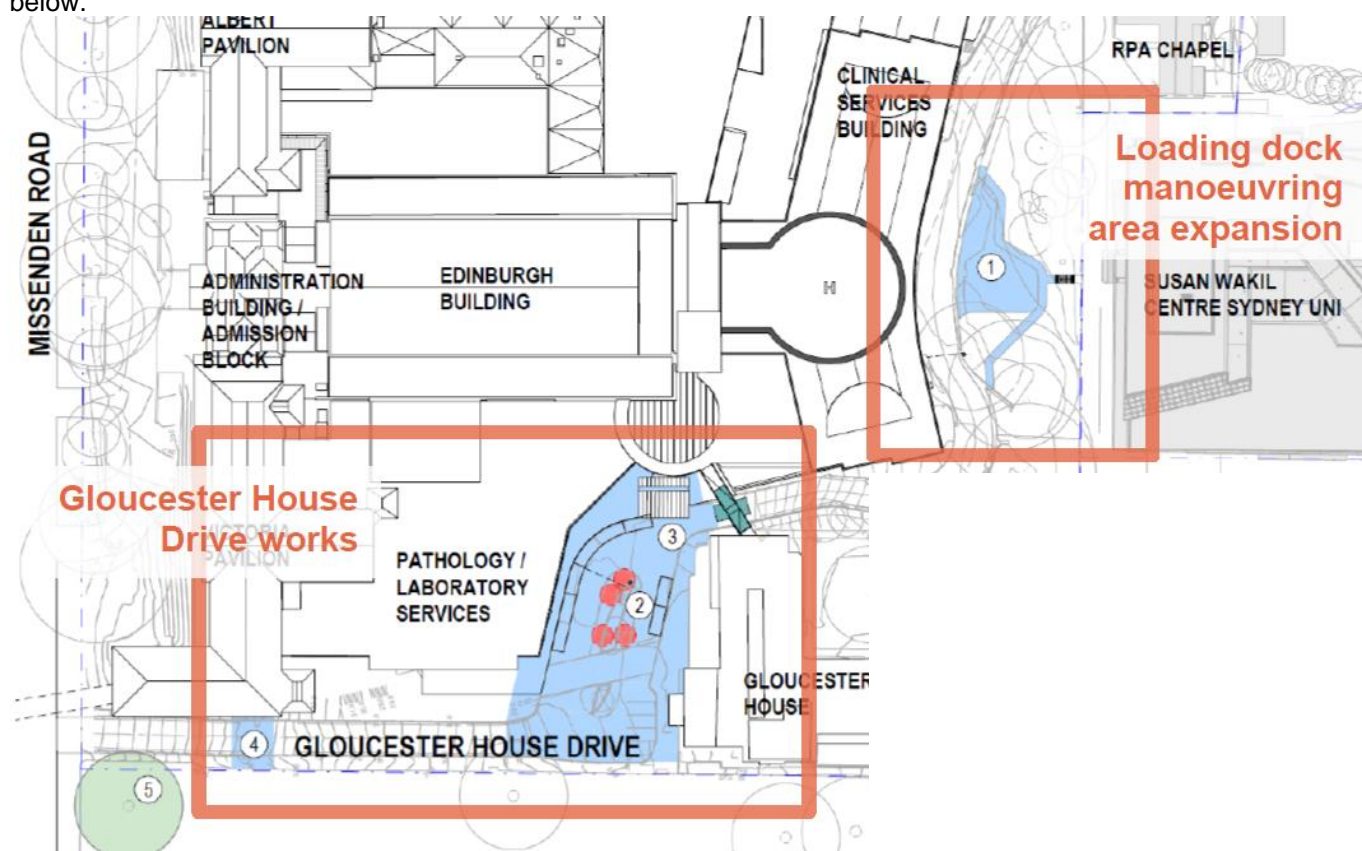 below.
ALBERT
PAVILION
RPA CHAPEL
CLINICAL
SERVICES
BUILDING
MISSENDEN ROAD
Loading dock
manoeuvring
area expansion
ADMINISTRATION
BUILDING /
ADMISSION
BLOCK
EDINBURGH
BUILDING
H
1
SUSAN WAKIL
CENTRE SYDNEY UNI
Gloucester House
Drive works
VICTORIA
PAVILION
PATHOLOGY /
LABORATORY
SERVICES
3
2
GLOUCESTER
HOUSE
4
GLOUCESTER HOUSE DRIVE
5